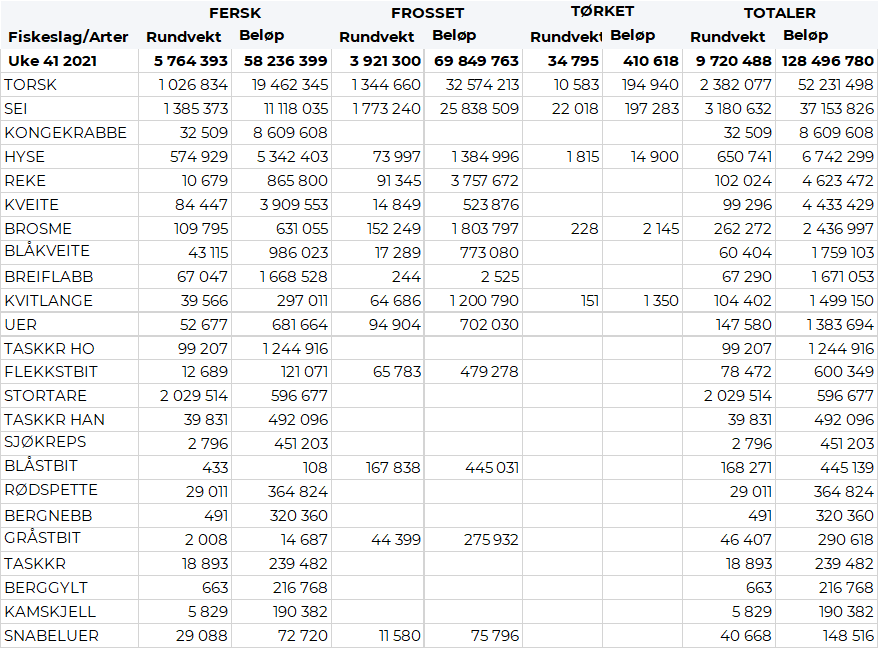 FERSK FROSSET TØRKET TOTALER
Fiskeslag/Arter Rundvekt Beløp Rundvekt Beløp Rundvekt Beløp Rundvekt Beløp
Uke 41 2021 5 764 393 58 236 399 3 921 300 69 849 763 34 795 410 618 9 720 488 128 496 780
TORSK 1 026 834 19 462 345 1 344 660 32 574 213 10 583 194 940 2 382 077 52 231 498
SEI 1 385 373 11 118 035 1 773 240 25 838 509 22 018 197 283 3 180 632 37 153 826
KONGEKRABBE 32 509 8 609 608 32 509 8 609 608
HYSE 574 929 5 342 403 73 997 1 384 996 1 815 14 900 650 741 6 742 299
REKE 10 679 865 800 91 345 3 757 672 102 024 4 623 472
KVEITE 84 447 3 909 553 14 849 523 876 99 296 4 433 429
BROSME 109 795 631 055 152 249 1 803 797 228 2 145 262 272 2 436 997
BLÅKVEITE 43 115 986 023 17 289 773 080 60 404 1 759 103
BREIFLABB 67 047 1 668 528 244 2 525 67 290 1 671 053
KVITLANGE 39 566 297 011 64 686 1 200 790 151 1 350 104 402 1 499 150
UER 52 677 681 664 94 904 702 030 147 580 1 383 694
TASKKR HO 99 207 1 244 916 99 207 1 244 916
FLEKKSTBIT 12 689 121 071 65 783 479 278 78 472 600 349
STORTARE 2 029 514 596 677 2 029 514 596 677
TASKKR HAN 39 831 492 096 39 831 492 096
SJØKREPS 2 796 451 203 2 796 451 203
BLÅSTBIT 433 108 167 838 445 031 168 271 445 139
RØDSPETTE 29 011 364 824 29 011 364 824
BERGNEBB 491 320 360 491 320 360
GRÅSTBIT 2 008 14 687 44 399 275 932 46 407 290 618
TASKKR 18 893 239 482 18 893 239 482
BERGGYLT 663 216 768 663 216 768
KAMSKJELL 5 829 190 382 5 829 190 382
SNABELUER 29 088 72 720 11 580 75 796 40 668 148 516